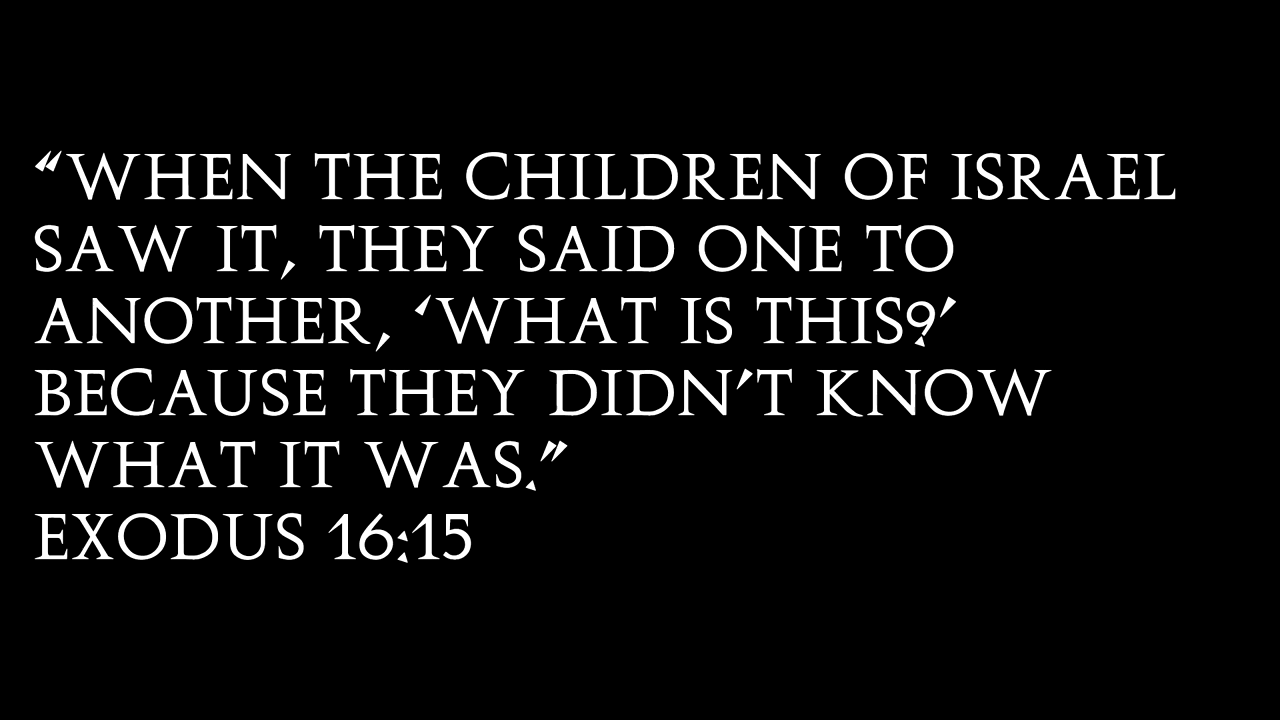 “WHEN THE CHILDREN OF ISRAEL
SAW IT, THEY SAID ONE TO
ANOTHER, ‘WHAT IS THIS?’
BECAUSE THEY DIDN’T KNOW
WHAT IT WAS.”
EXODUS 16:15